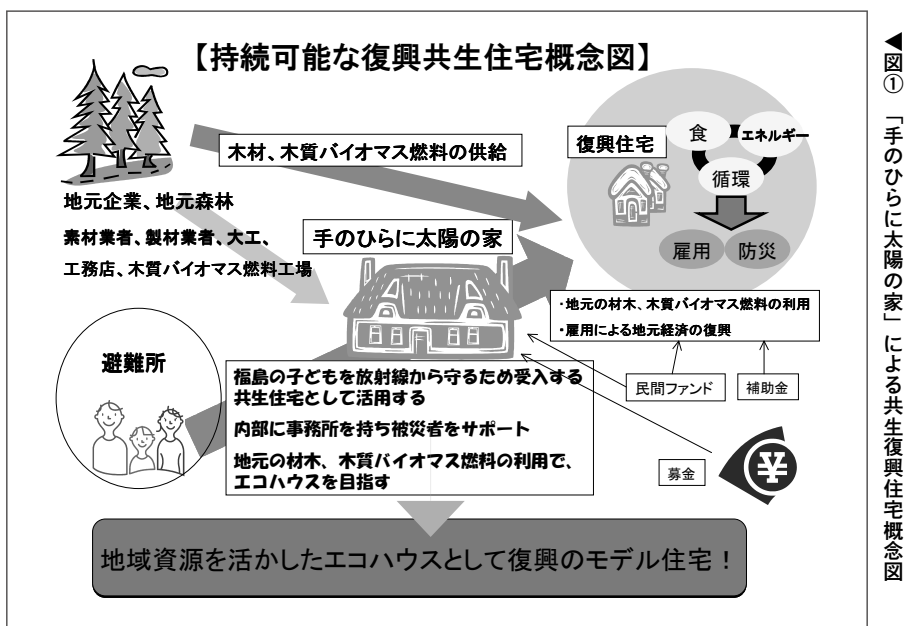 【持続可能な復興共生住宅概念図】
木材、木質バイオマス燃料の供給
地元企業、地元森林
素材業者、製材業者、大工、
工務店、木質バイオマス燃料工場
手のひらに太陽の家
復興住宅
食
エネルギー
循環
雇用
防災
・地元の材木、木質バイオマス燃料の利用
・雇用による地元経済の復興
避難所
福島の子どもを放射線から守るため受入する
共生住宅として活用する
内部に事務所を持ち被災者をサポート
地元の材木、木質バイオマス燃料の利用で、
エコハウスを目指す
民間ファンド
補助金
募金
¥
地域資源を活かしたエコハウスとして復興のモデル住宅！
◀図① 「手のひらに太陽の家」による共生復興住宅概念図